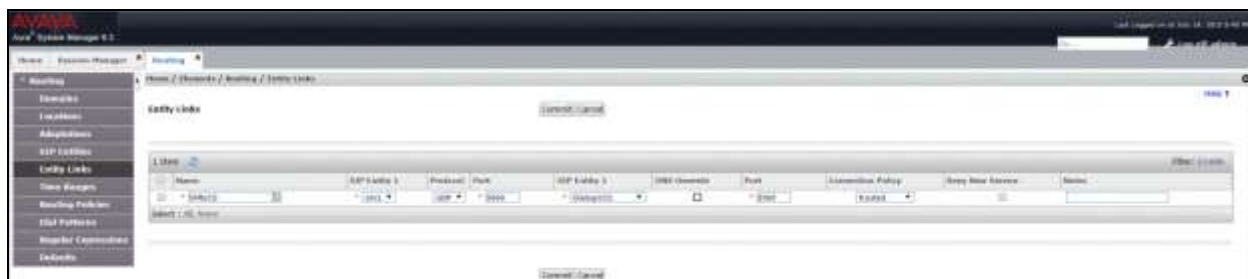 AVAYA
Avaya® System Manager 6.3
Home Session Manager × Routing ×
Routing
Home / Elements / Routing / Entity Links
Help ?
Domains
Locations
Adaptations
SIP Entities
Entity Links
Time Ranges
Routing Policies
Dial Patterns
Regular Expressions
Defaults
Entity Links
Commit Cancel
1 Item
Filter: Enable
Name SIP Entity 1 Protocol Port SIP Entity 2 DNS Override Port Connection Policy Deny New Service Notes
UDP
Trusted
Select : All, None
Commit Cancel